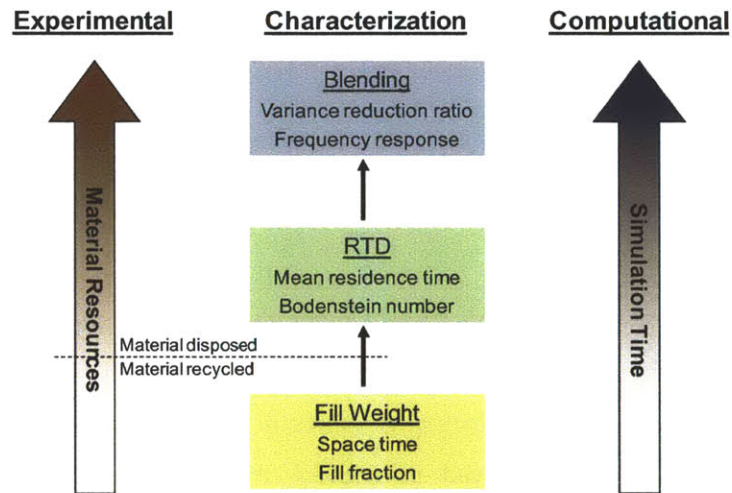 Experimental
Characterization
Computational
Blending
Variance reduction ratio
Frequency response
Material Resources
Simulation Time
RTD
Mean residence time
Bodenstein number
Material disposed
Material recycled
Fill Weight
Space time
Fill fraction